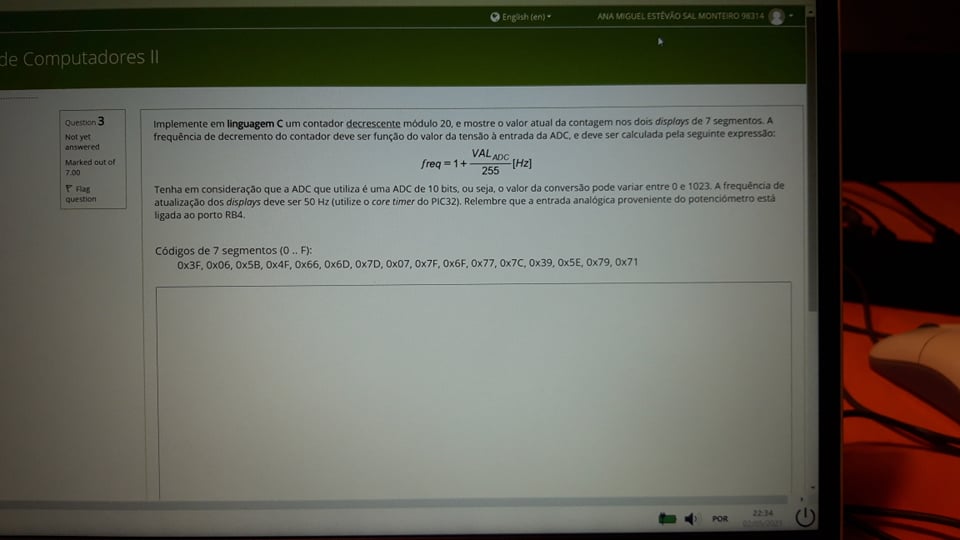 English (en)
ANA MIGUEL ESTÊVÃO SAL MONTEIRO 98314
de Computadores II
Question 3
Not yet
answered
Marked out of
7.00
Flag
question
Implemente em linguagem C um contador decrescente módulo 20, e mostre o valor atual da contagem nos dois displays de 7 segmentos. A
frequência de decremento do contador deve ser função do valor da tensão à entrada da ADC, e deve ser calculada pela seguinte expressão:
freq = 1 + VAL_ADC / 255 [Hz]
Tenha em consideração que a ADC que utiliza é uma ADC de 10 bits, ou seja, o valor da conversão pode variar entre 0 e 1023. A frequência de
atualização dos displays deve ser 50 Hz (utilize o core timer do PIC32). Relembre que a entrada analógica proveniente do potenciómetro está
ligada ao porto RB4.
Códigos de 7 segmentos (0 .. F):
0x3F, 0x06, 0x5B, 0x4F, 0x66, 0x6D, 0x7D, 0x07, 0x7F, 0x6F, 0x77, 0x7C, 0x39, 0x5E, 0x79, 0x71
POR
22:34
02/05/2021